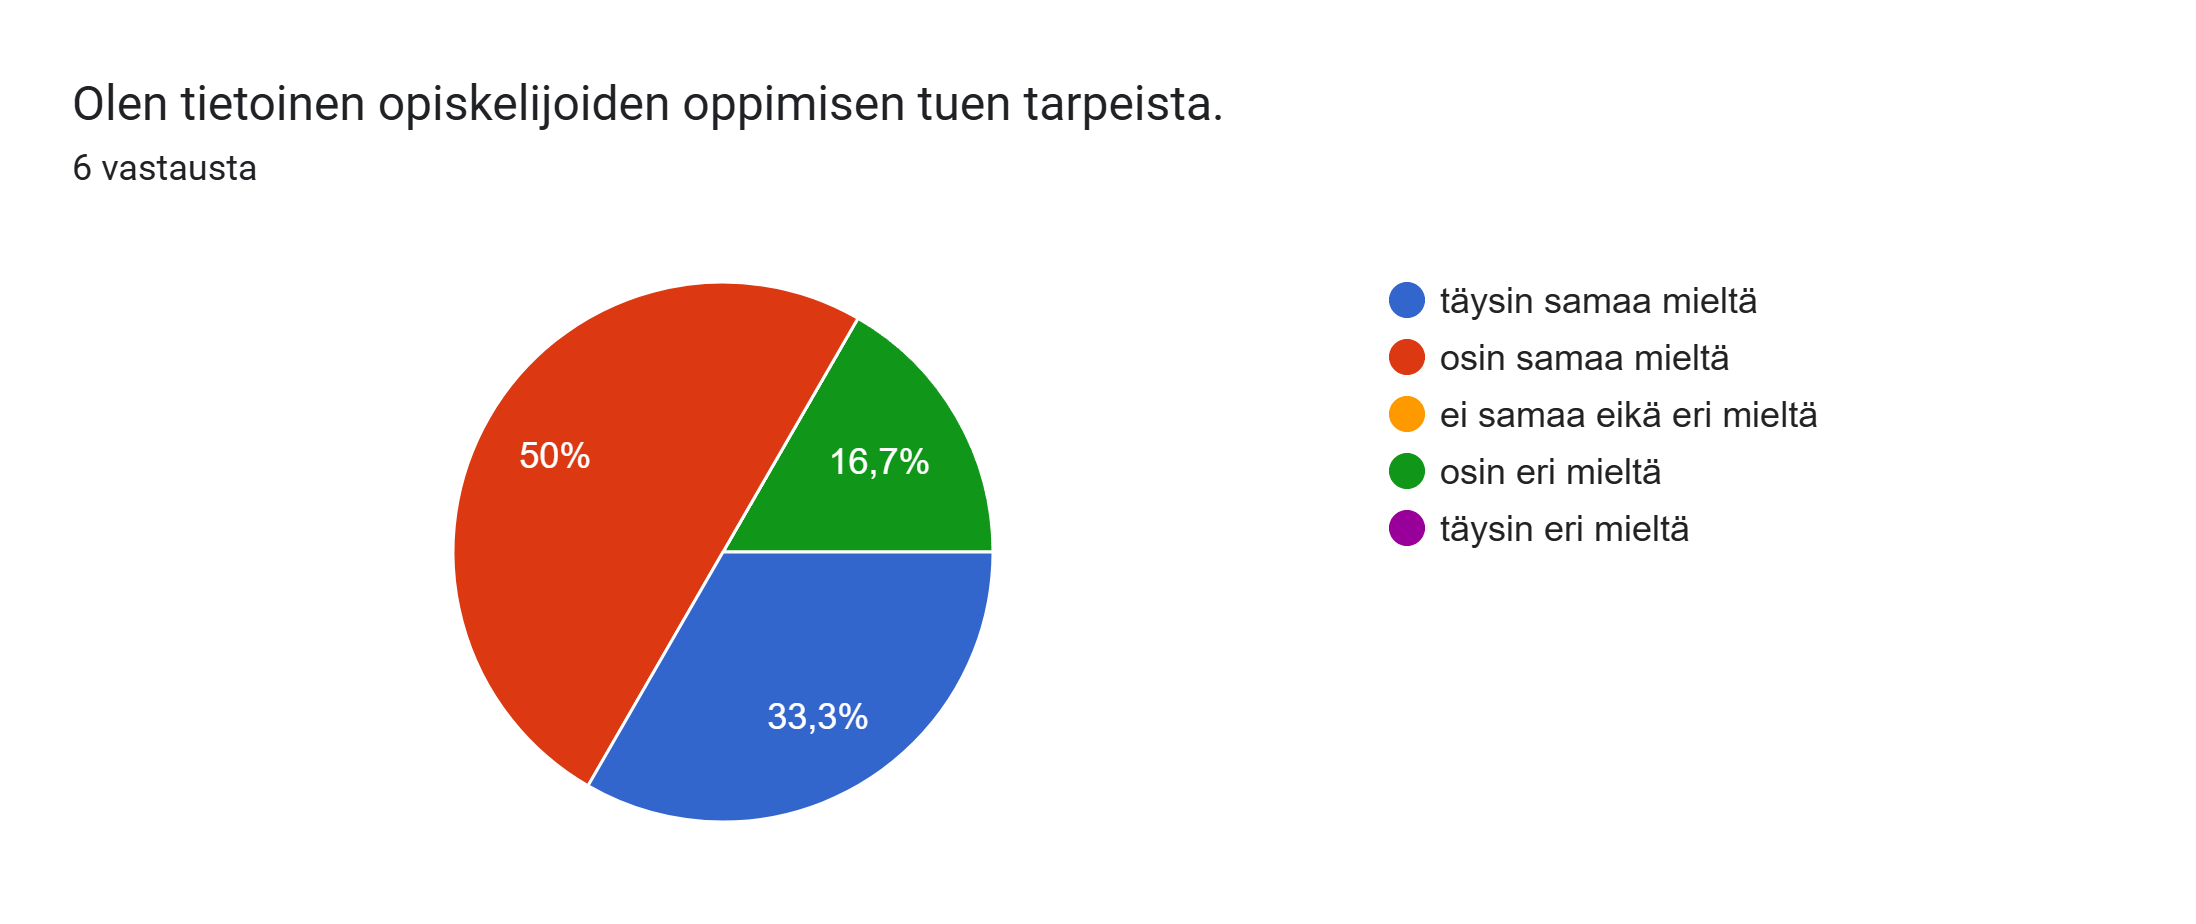 Olen tietoinen opiskelijoiden oppimisen tuen tarpeista.
6 vastausta
50%
16,7%
33,3%
täysin samaa mieltä
osin samaa mieltä
ei samaa eikä eri mieltä
osin eri mieltä
täysin eri mieltä